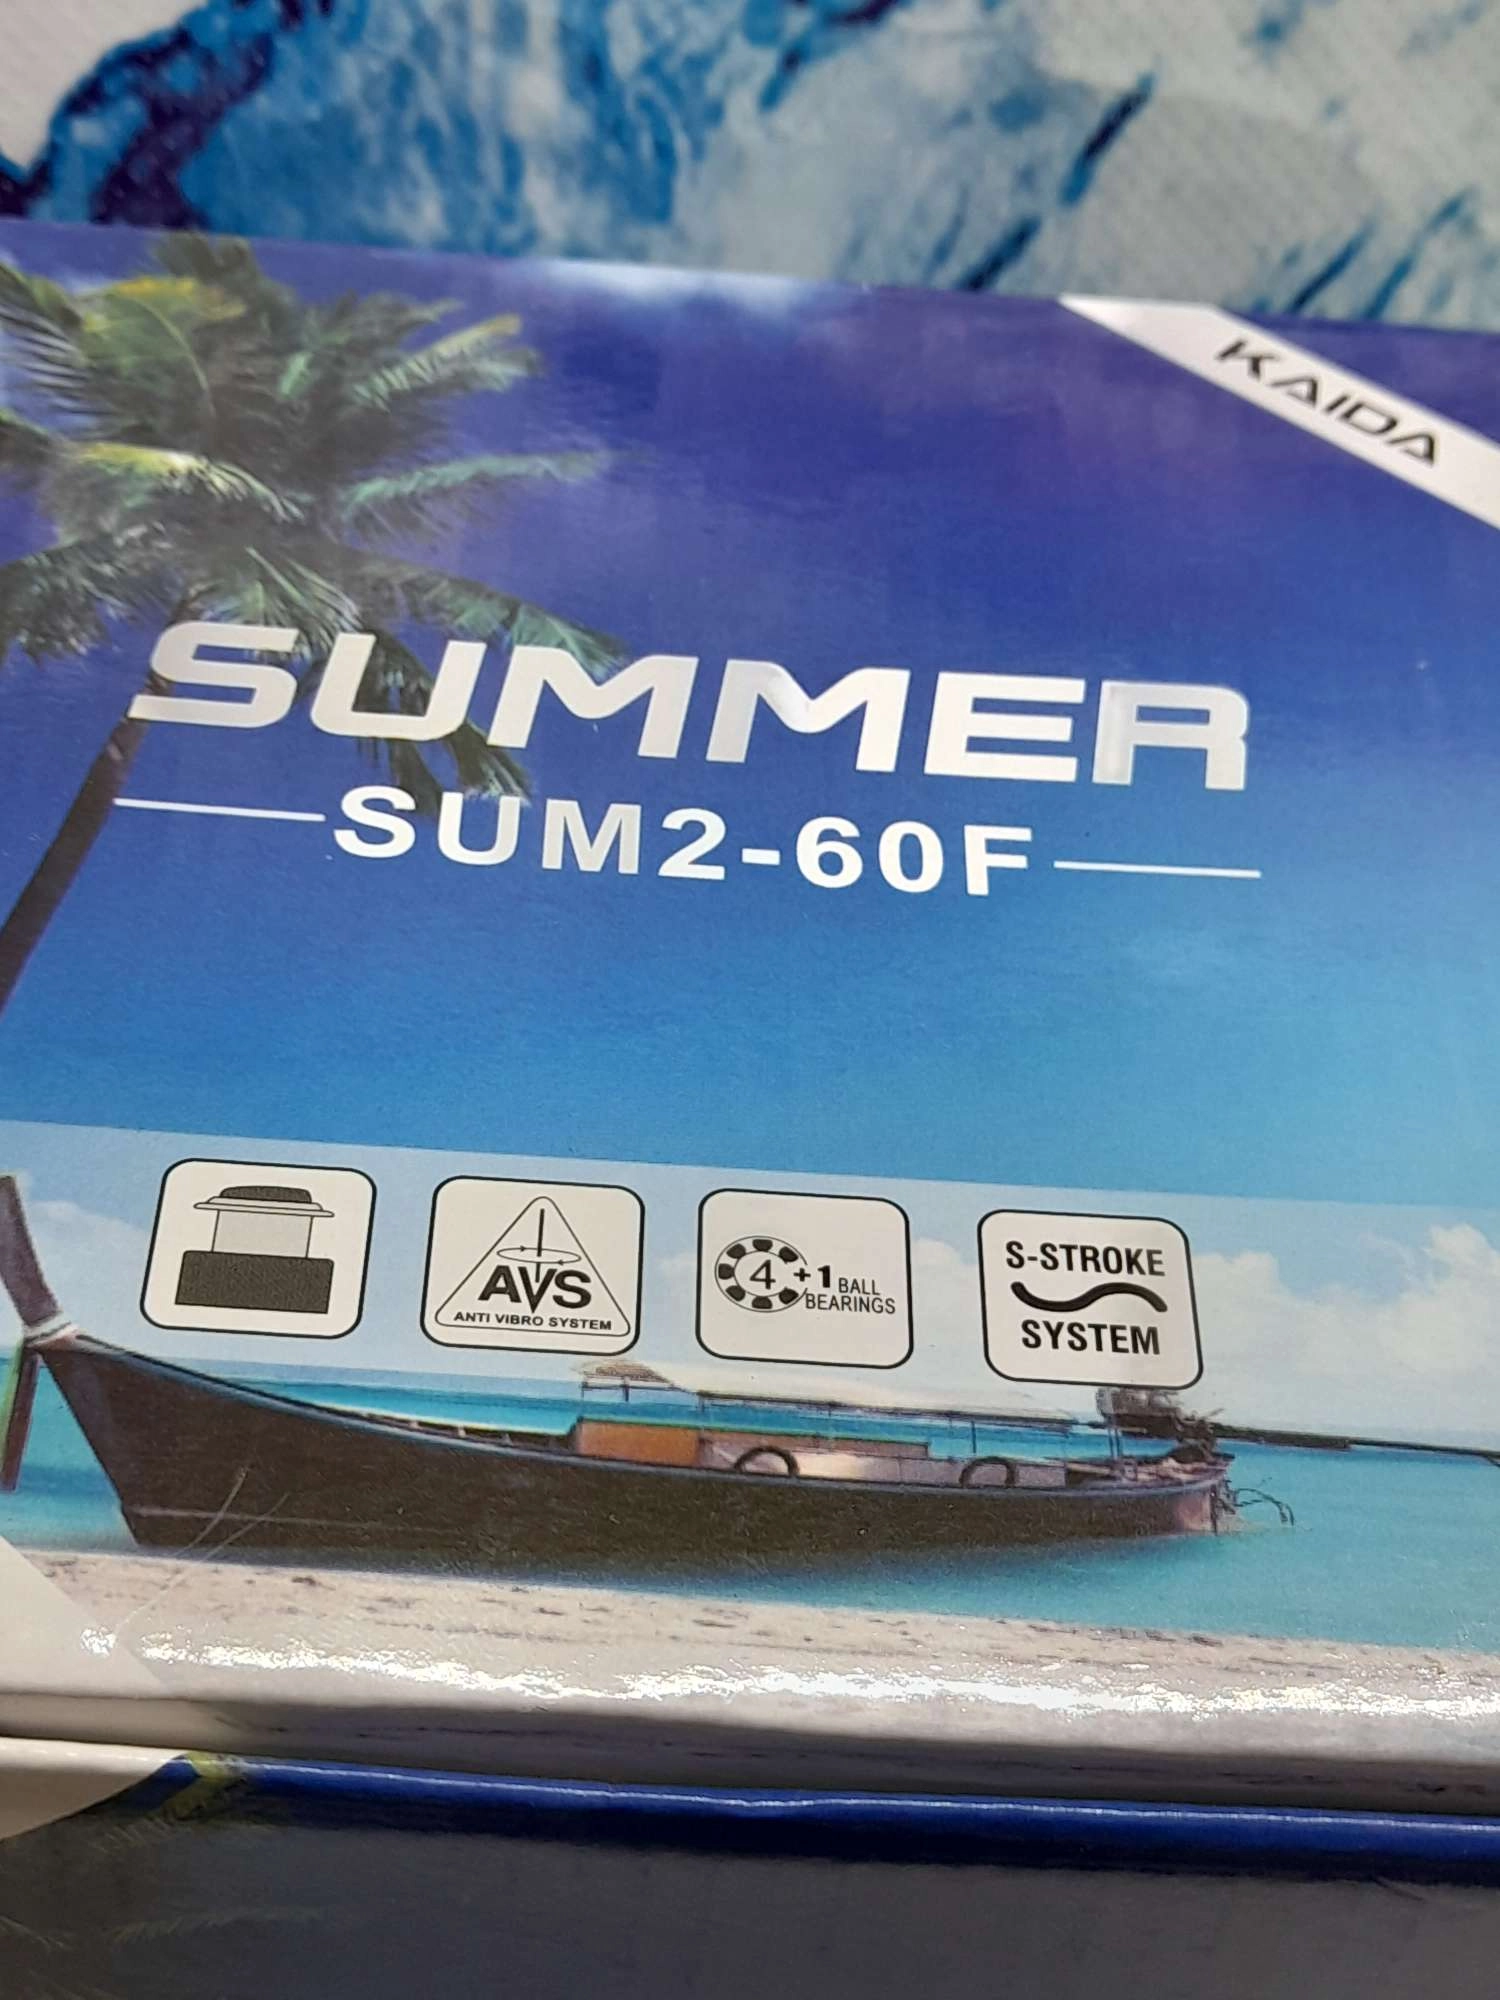 KAIDA
SUMMER
SUM2-60F
AVS
ANTI VIBRO SYSTEM
4 +1 BALL
BEARINGS
S-STROKE
SYSTEM